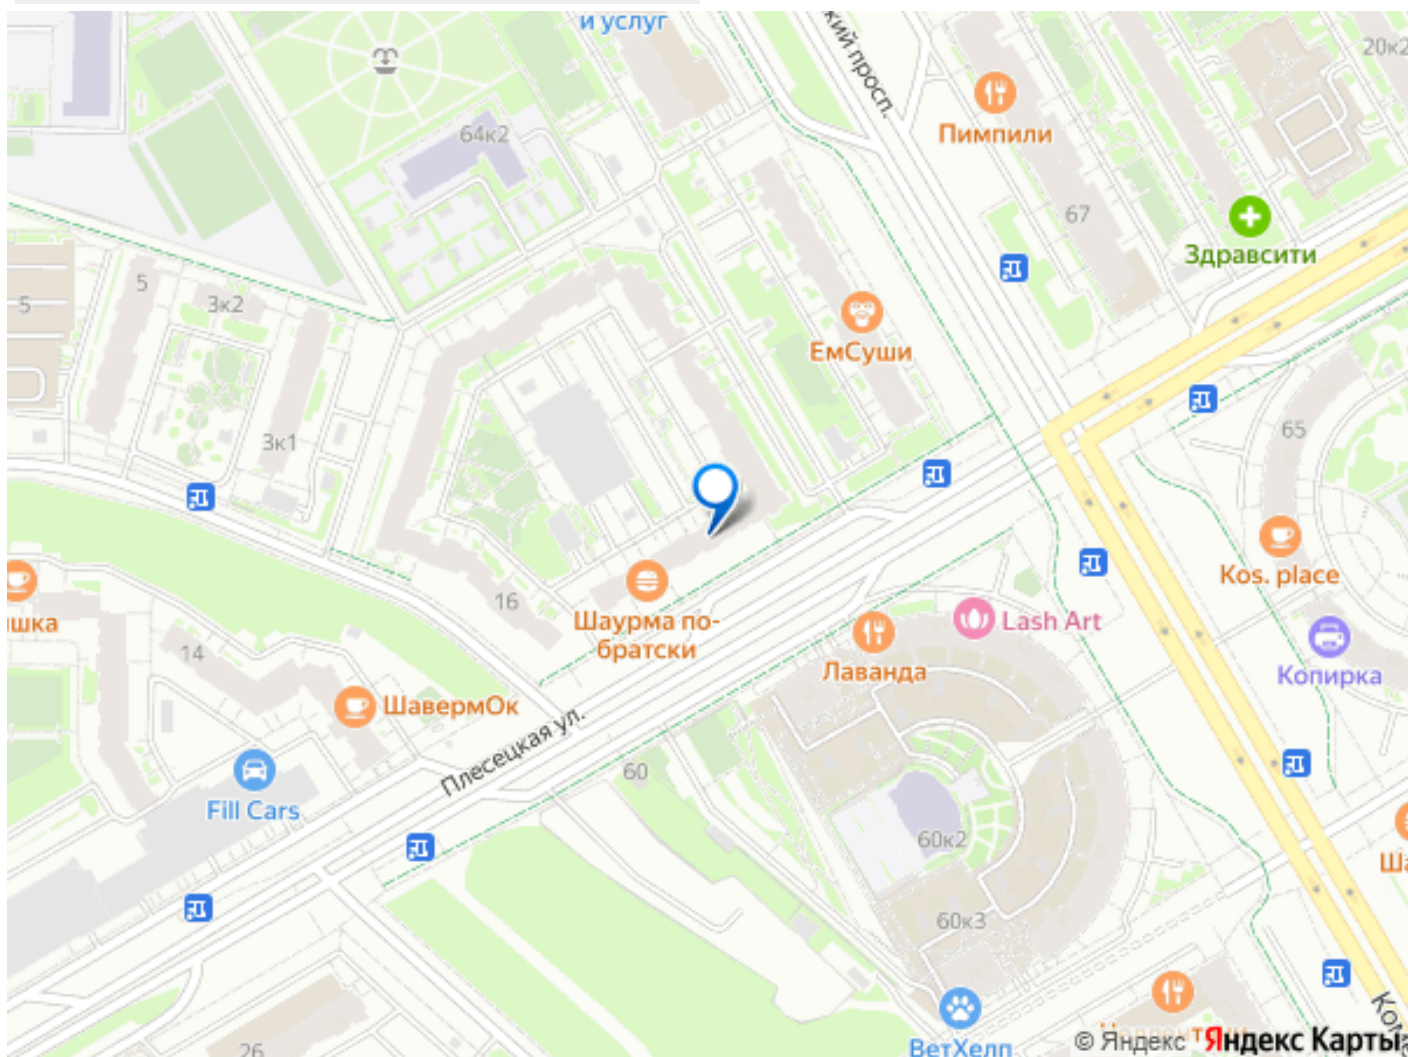 и услуг
кий просп.
20к2
Пимпили
64к2
67
Здравсити
5
3к2
5
ЕмСуши
3к1
65
Kos. place
16
Шаурма по-
братски
Lash Art
14
Лаванда
Копирка
ШавермОк
Плесецкая ул.
60
Fill Cars
60к2
60к3
26
ВетХелп
© Яндекс
Яндекс Карты